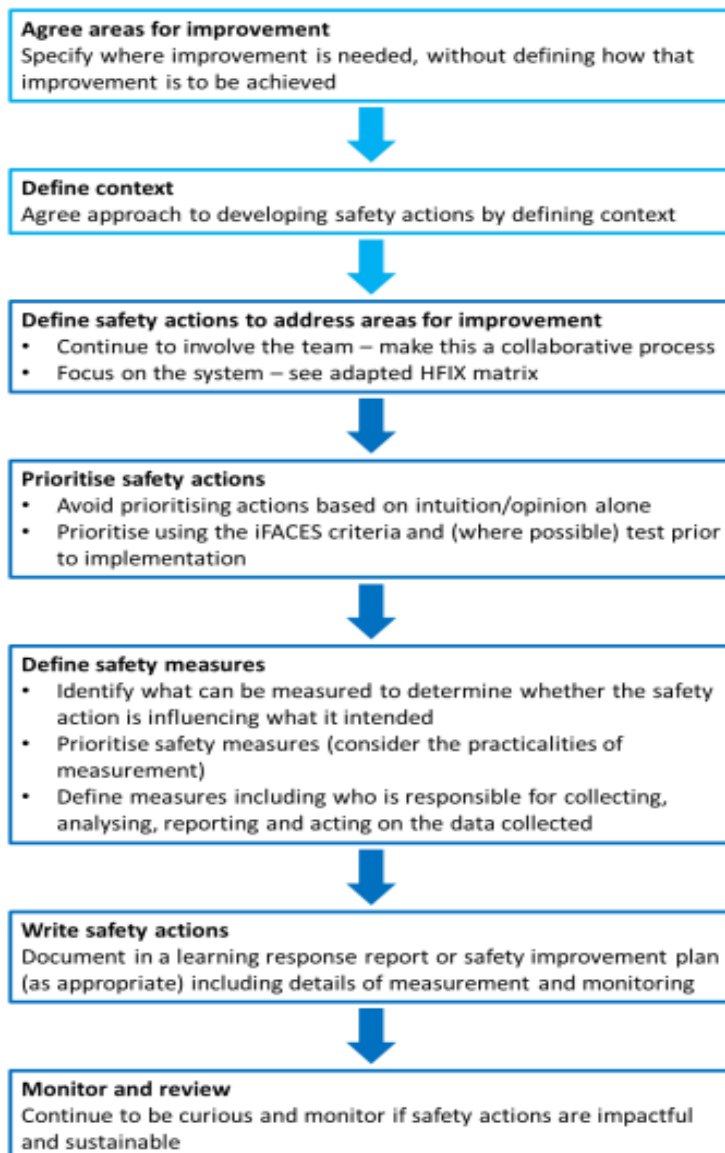 Agree areas for improvement
Specify where improvement is needed, without defining how that
improvement is to be achieved
Define context
Agree approach to developing safety actions by defining context
Define safety actions to address areas for improvement
• Continue to involve the team – make this a collaborative process
• Focus on the system – see adapted HFIX matrix
Prioritise safety actions
• Avoid prioritising actions based on intuition/opinion alone
• Prioritise using the iFACES criteria and (where possible) test prior
to implementation
Define safety measures
• Identify what can be measured to determine whether the safety
action is influencing what it intended
• Prioritise safety measures (consider the practicalities of
measurement)
• Define measures including who is responsible for collecting,
analysing, reporting and acting on the data collected
Write safety actions
Document in a learning response report or safety improvement plan
(as appropriate) including details of measurement and monitoring
Monitor and review
Continue to be curious and monitor if safety actions are impactful
and sustainable